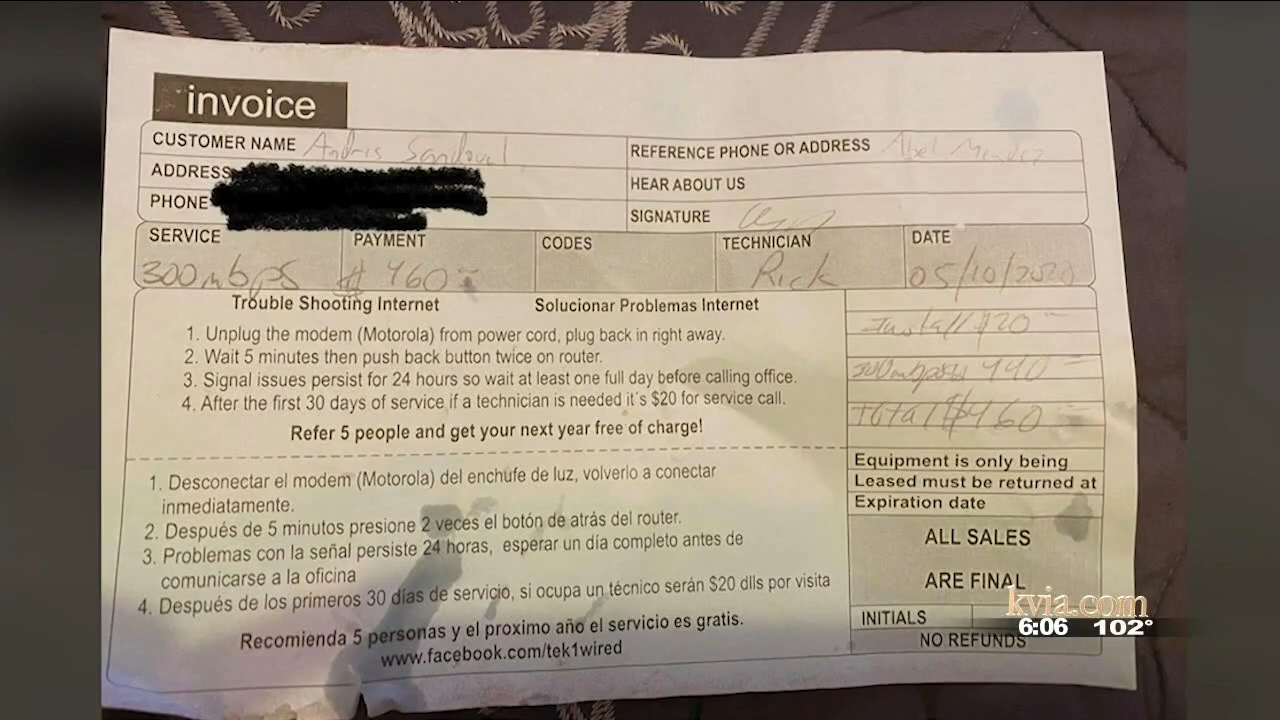 invoice
CUSTOMER NAME Andris Sandoval
REFERENCE PHONE OR ADDRESS Abel Mendez
ADDRESS
HEAR ABOUT US
PHONE
SIGNATURE
SERVICE PAYMENT CODES TECHNICIAN DATE
300mbps $460 Rick 05/10/2020
Trouble Shooting Internet Solucionar Problemas Internet
1. Unplug the modem (Motorola) from power cord, plug back in right away.
2. Wait 5 minutes then push back button twice on router.
3. Signal issues persist for 24 hours so wait at least one full day before calling office.
4. After the first 30 days of service if a technician is needed it´s $20 for service call.
Refer 5 people and get your next year free of charge!
1. Desconectar el modem (Motorola) del enchufe de luz, volverlo a conectar
inmediatamente.
2. Después de 5 minutos presione 2 veces el botón de atrás del router.
3. Problemas con la señal persiste 24 horas, esperar un día completo antes de
comunicarse a la oficina
4. Después de los primeros 30 días de servicio, si ocupa un técnico serán $20 dlls por visita
Recomienda 5 personas y el proximo año el servicio es gratis.
www.facebook.com/tek1wired
Install $20
300mbps 440
Total $460
Equipment is only being
Leased must be returned at
Expiration date
ALL SALES
ARE FINAL
INITIALS
NO REFUNDS
kvia.com
6:06 102°